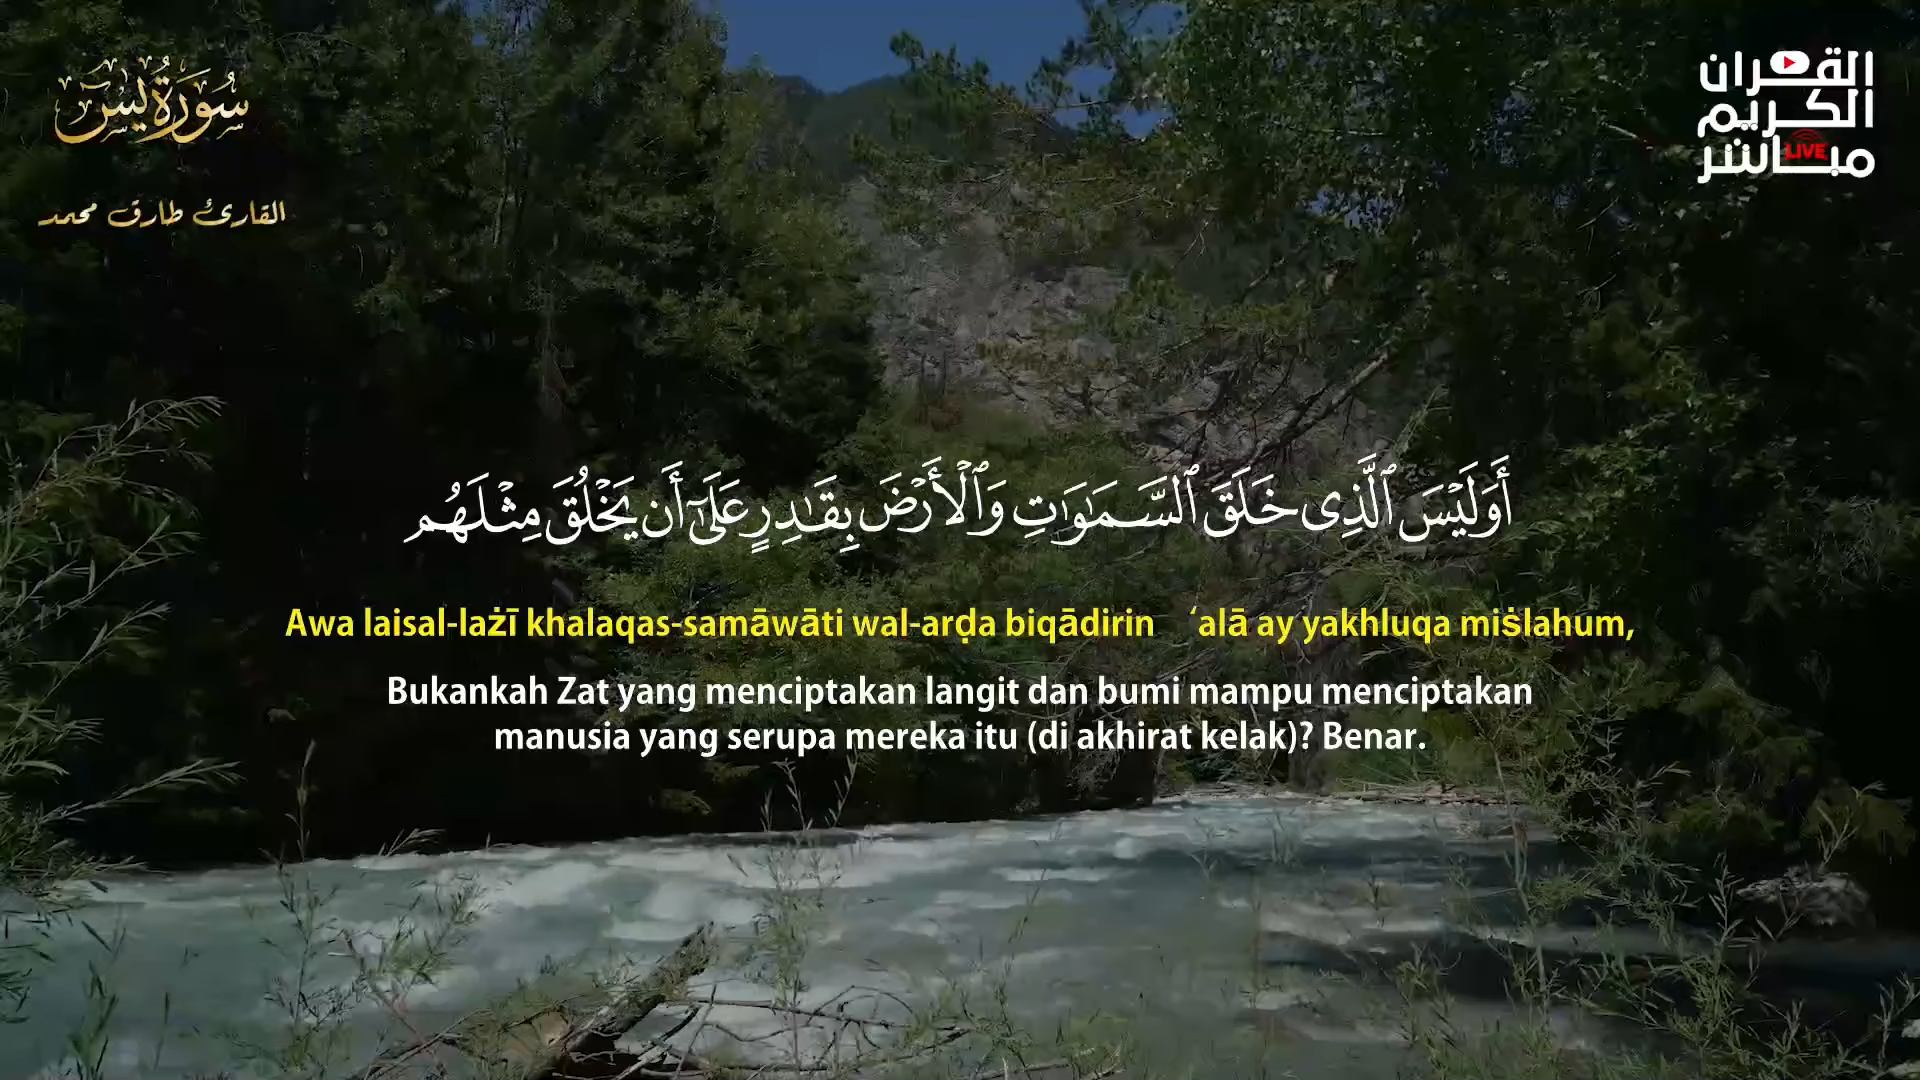 سُورَةُ يسٓ
القارئ طارق محمد
القرآن
الكريم
مباشر
LIVE
أَوَلَيْسَ ٱلَّذِى خَلَقَ ٱلسَّمَـٰوَٰتِ وَٱلْأَرْضَ بِقَـٰدِرٍ عَلَىٰٓ أَن يَخْلُقَ مِثْلَهُم
Awa laisal-lażī khalaqas-samāwāti wal-arḍa biqādirin ‘alā ay yakhluqa miṡlahum,
Bukankah Zat yang menciptakan langit dan bumi mampu menciptakan
manusia yang serupa mereka itu (di akhirat kelak)? Benar.